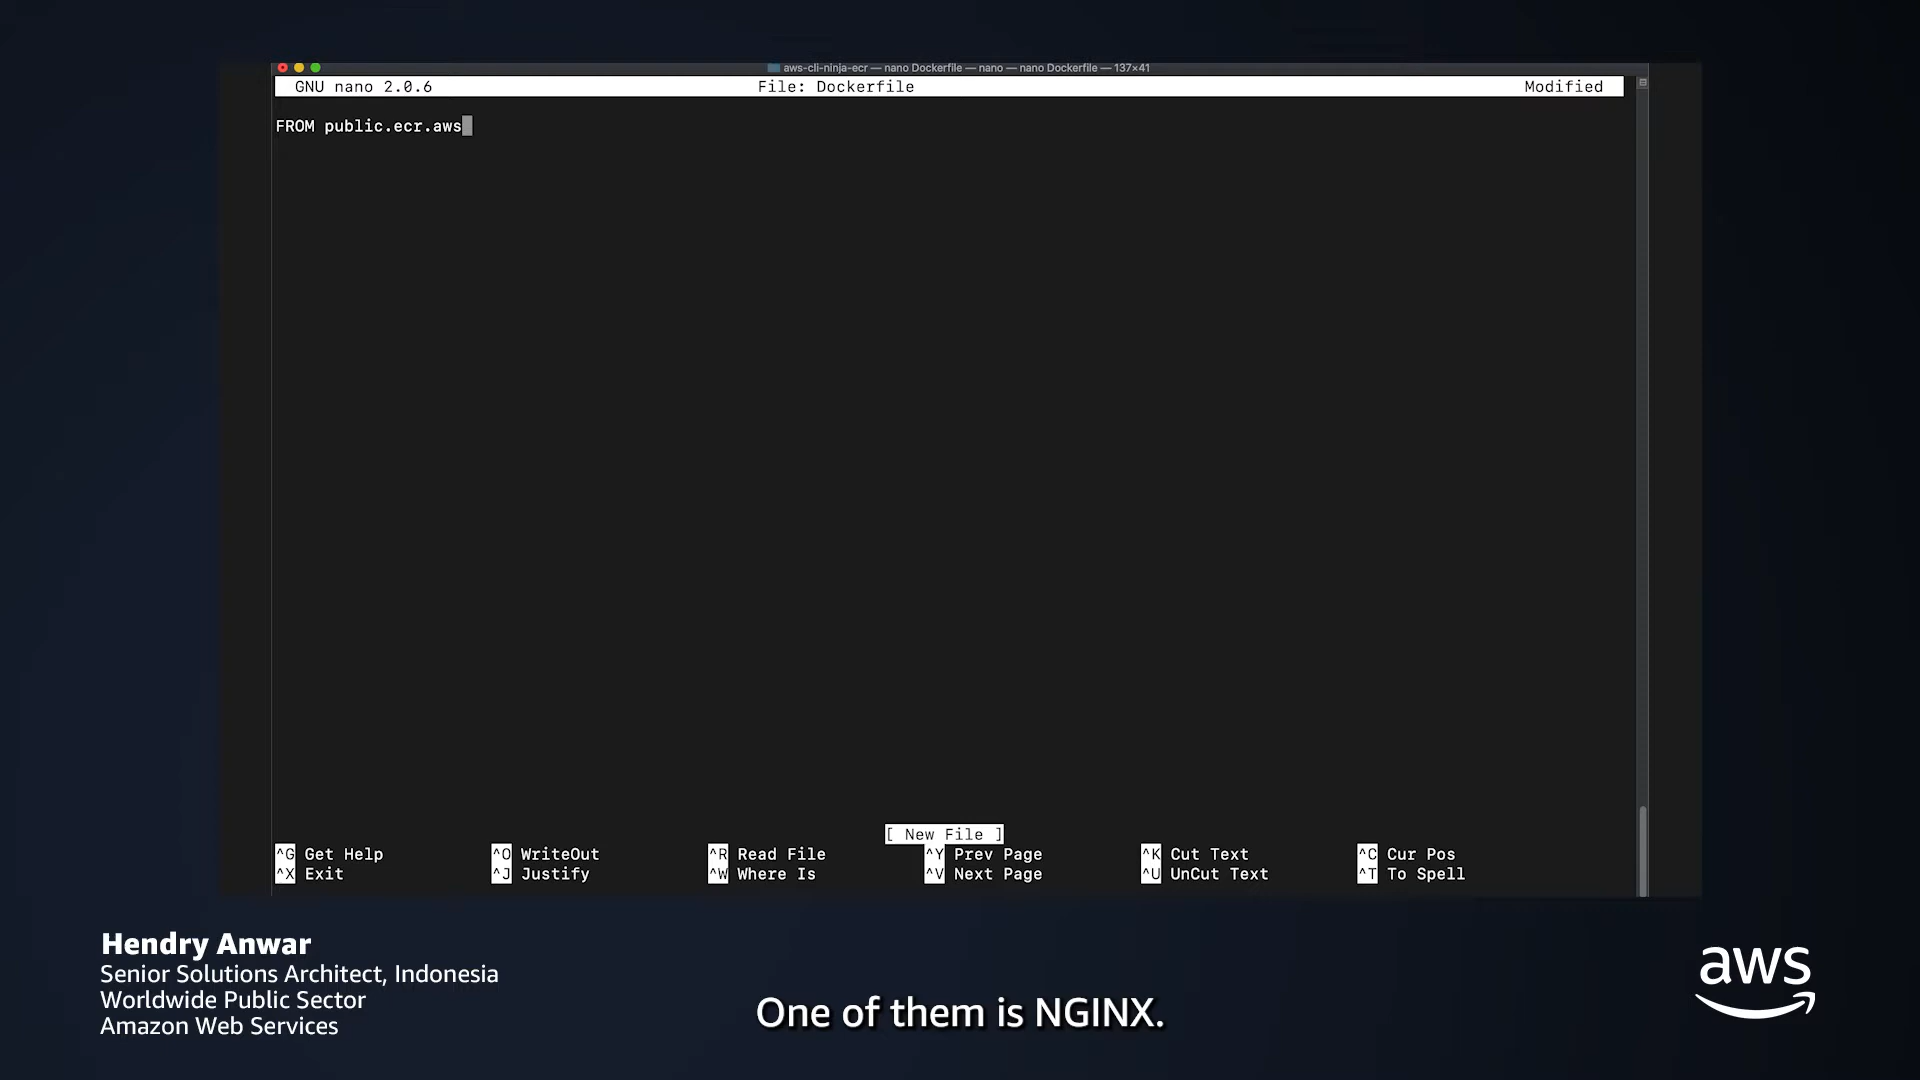 aws-cli-ninja-ecr — nano Dockerfile — nano — nano Dockerfile — 137×41
GNU nano 2.0.6 File: Dockerfile Modified
FROM public.ecr.aws
[ New File ]
^G Get Help ^O WriteOut ^R Read File ^Y Prev Page ^K Cut Text ^C Cur Pos
^X Exit ^J Justify ^W Where Is ^V Next Page ^U UnCut Text ^T To Spell
Hendry Anwar
Senior Solutions Architect, Indonesia
Worldwide Public Sector
Amazon Web Services
One of them is NGINX.
aws